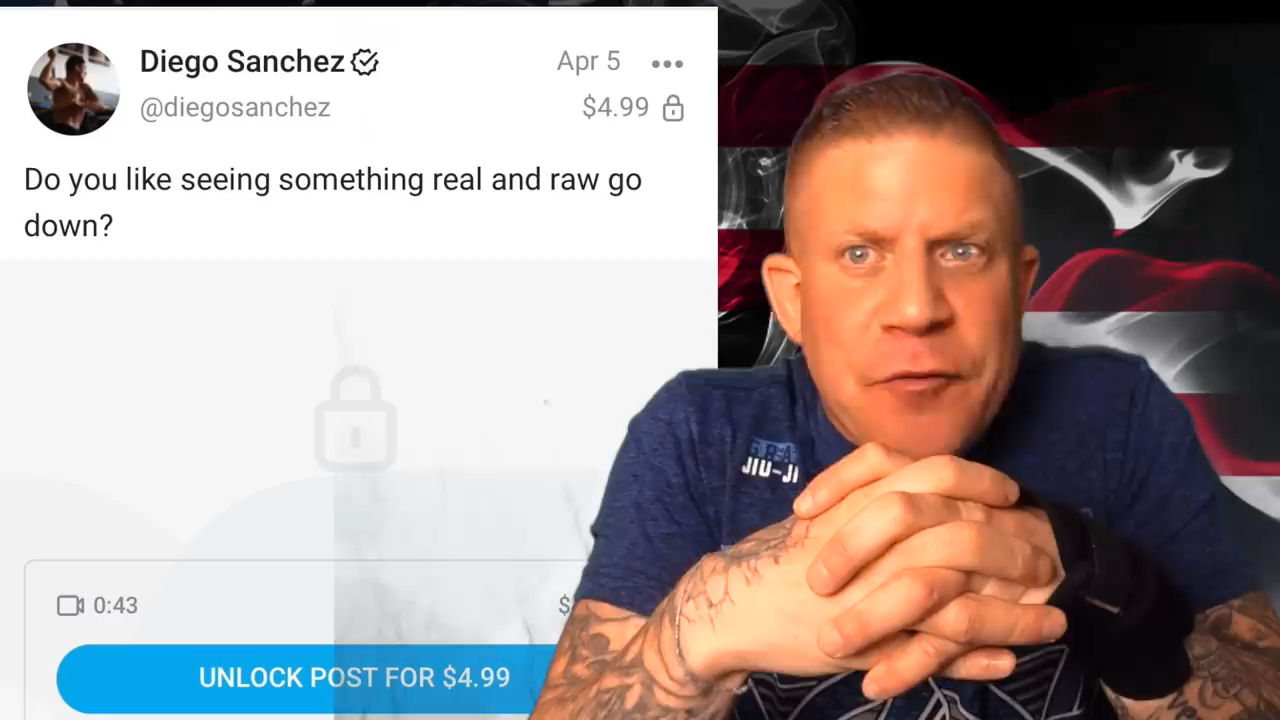 Diego Sanchez
Apr 5
@diegosanchez
$4.99
Do you like seeing something real and raw go
down?
JIU-JI
0:43
$
UNLOCK POST FOR $4.99